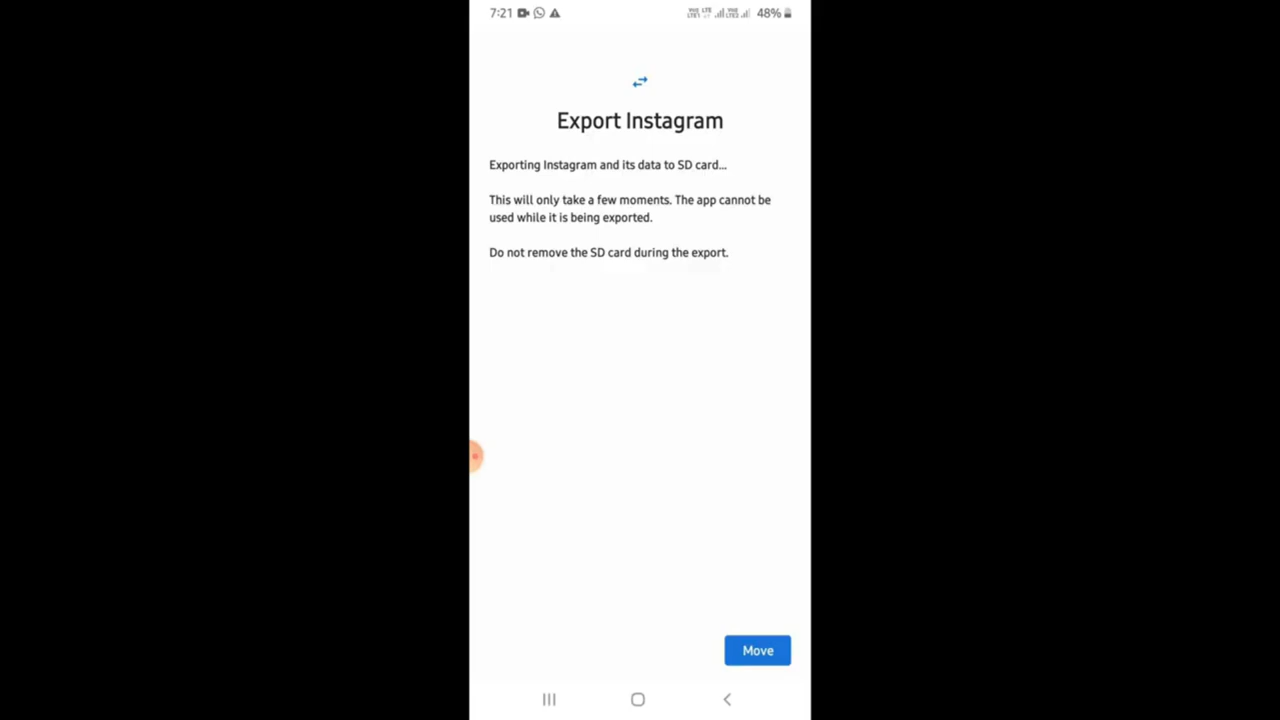 7:21 48%
Export Instagram
Exporting Instagram and its data to SD card...
This will only take a few moments. The app cannot be
used while it is being exported.
Do not remove the SD card during the export.
Move